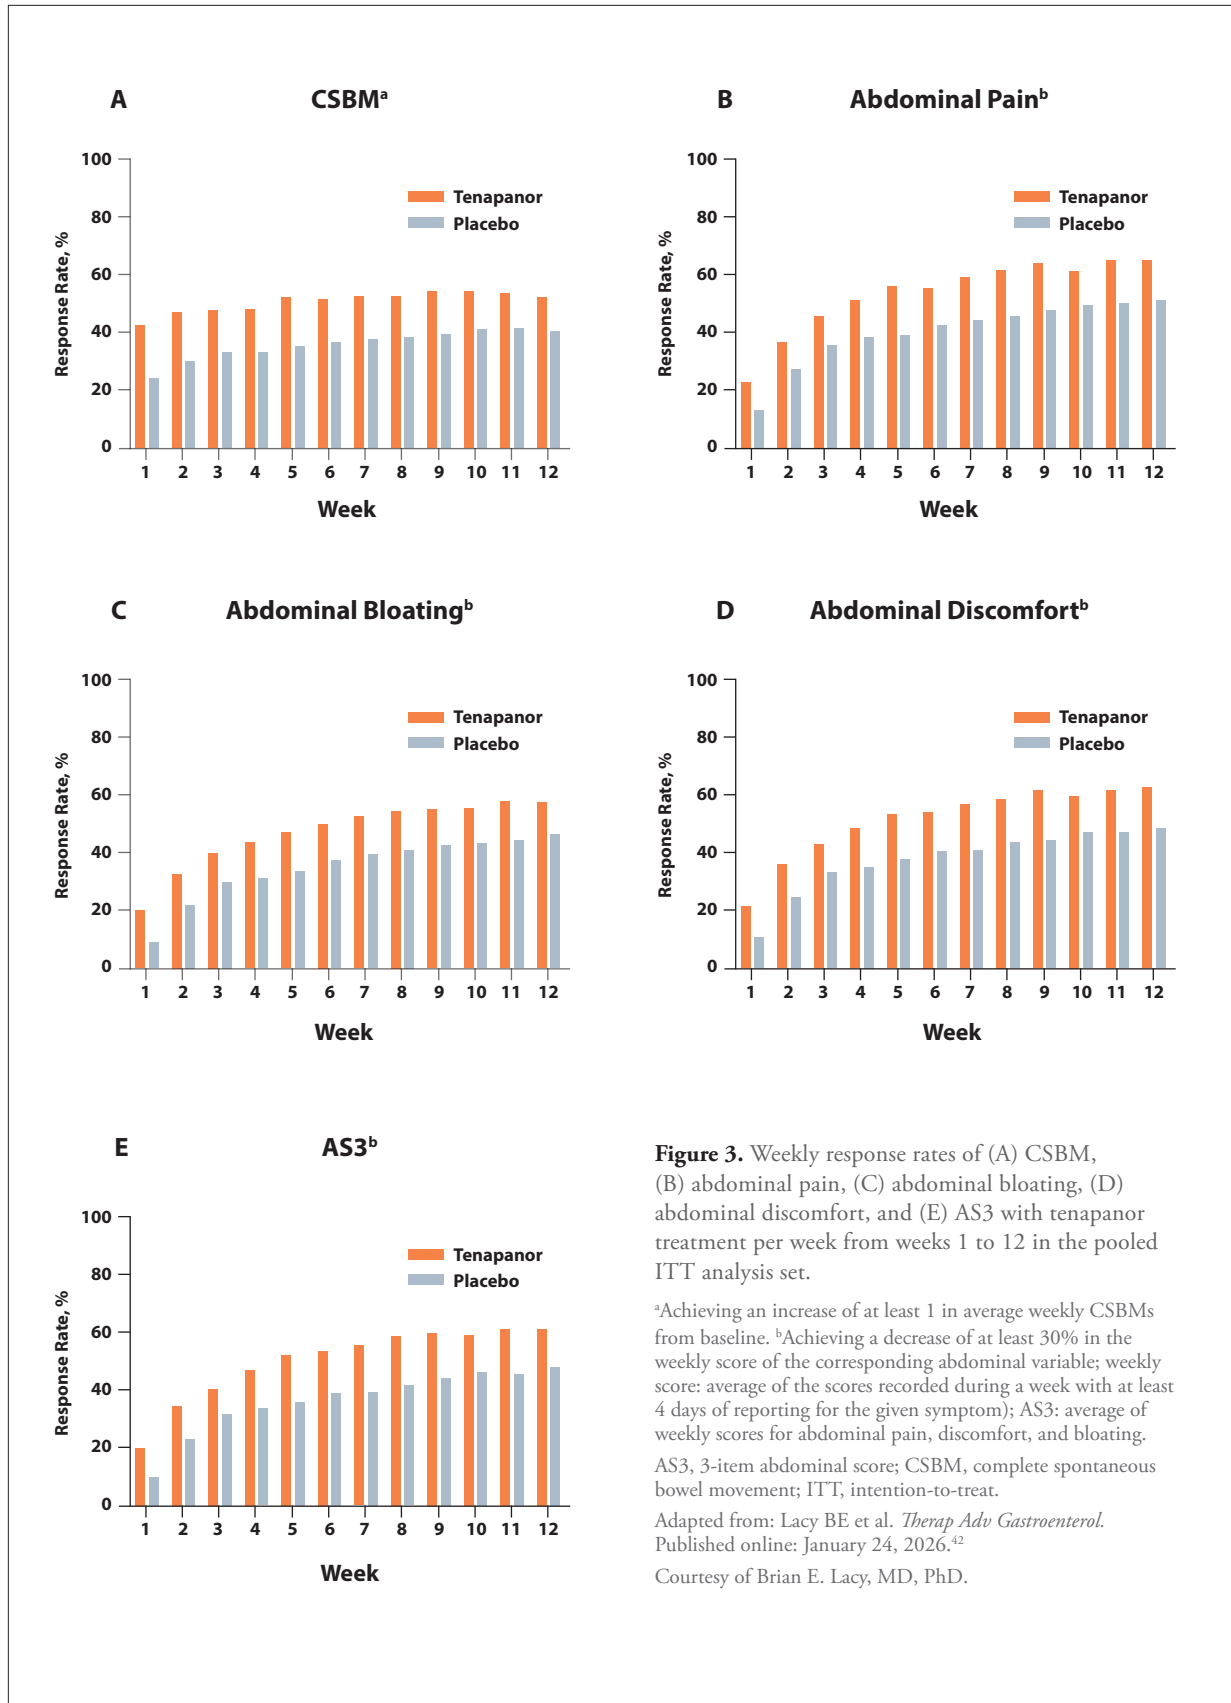 A CSBMᵃ
Response Rate, %
100
80
60
40
20
0
Tenapanor
Placebo
1 2 3 4 5 6 7 8 9 10 11 12
Week
B Abdominal Painᵇ
Response Rate, %
100
80
60
40
20
0
Tenapanor
Placebo
1 2 3 4 5 6 7 8 9 10 11 12
Week
C Abdominal Bloatingᵇ
Response Rate, %
100
80
60
40
20
0
Tenapanor
Placebo
1 2 3 4 5 6 7 8 9 10 11 12
Week
D Abdominal Discomfortᵇ
Response Rate, %
100
80
60
40
20
0
Tenapanor
Placebo
1 2 3 4 5 6 7 8 9 10 11 12
Week
E AS3ᵇ
Response Rate, %
100
80
60
40
20
0
Tenapanor
Placebo
1 2 3 4 5 6 7 8 9 10 11 12
Week
Figure 3. Weekly response rates of (A) CSBM,
(B) abdominal pain, (C) abdominal bloating, (D)
abdominal discomfort, and (E) AS3 with tenapanor
treatment per week from weeks 1 to 12 in the pooled
ITT analysis set.
ᵃAchieving an increase of at least 1 in average weekly CSBMs
from baseline. ᵇAchieving a decrease of at least 30% in the
weekly score of the corresponding abdominal variable; weekly
score: average of the scores recorded during a week with at least
4 days of reporting for the given symptom); AS3: average of
weekly scores for abdominal pain, discomfort, and bloating.
AS3, 3-item abdominal score; CSBM, complete spontaneous
bowel movement; ITT, intention-to-treat.
Adapted from: Lacy BE et al. Therap Adv Gastroenterol.
Published online: January 24, 2026.⁴²
Courtesy of Brian E. Lacy, MD, PhD.